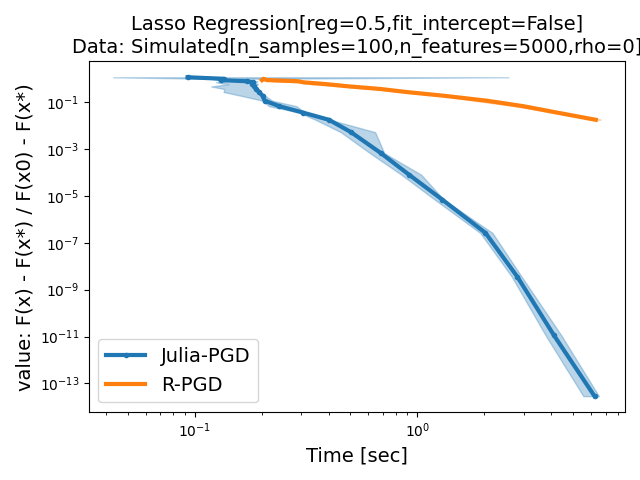 Lasso Regression[reg=0.5,fit_intercept=False]
Data: Simulated[n_samples=100,n_features=5000,rho=0]
value: F(x) - F(x*) / F(x0) - F(x*)
10⁻¹
10⁻³
10⁻⁵
10⁻⁷
10⁻⁹
10⁻¹¹
10⁻¹³
Julia-PGD
R-PGD
10⁻¹ 10⁰
Time [sec]